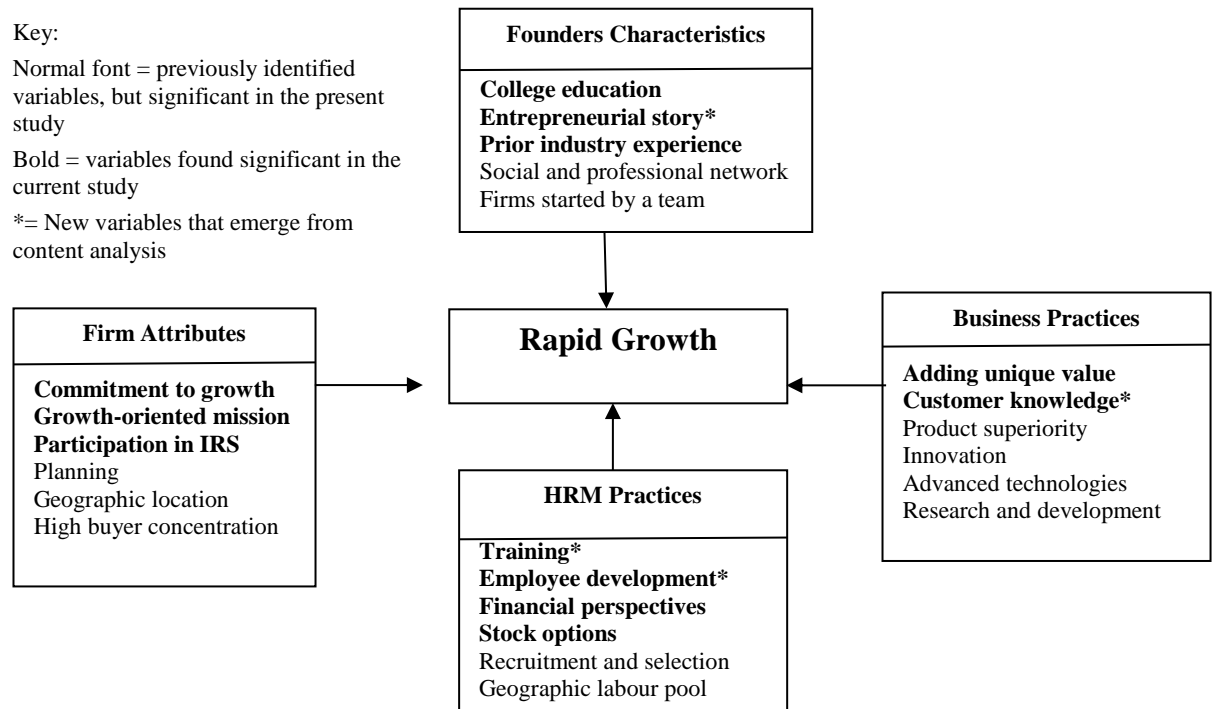 Key:
Normal font = previously identified
variables, but significant in the present
study
Bold = variables found significant in the
current study
*= New variables that emerge from
content analysis
Founders Characteristics
College education
Entrepreneurial story*
Prior industry experience
Social and professional network
Firms started by a team
Firm Attributes
Commitment to growth
Growth-oriented mission
Participation in IRS
Planning
Geographic location
High buyer concentration
Rapid Growth
Business Practices
Adding unique value
Customer knowledge*
Product superiority
Innovation
Advanced technologies
Research and development
HRM Practices
Training*
Employee development*
Financial perspectives
Stock options
Recruitment and selection
Geographic labour pool